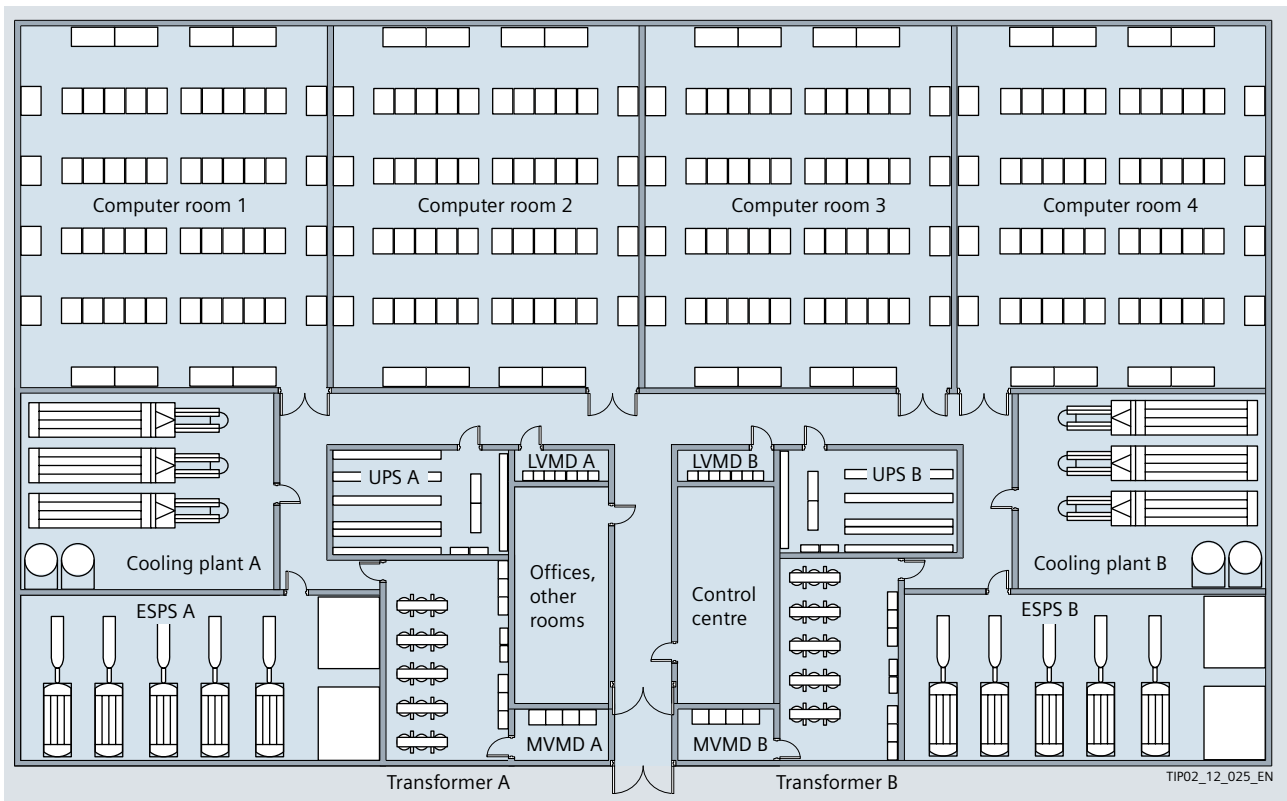 Computer room 1
Computer room 2
Computer room 3
Computer room 4
LVMD A
LVMD B
UPS A
UPS B
Cooling plant A
Offices,
other
rooms
Control
centre
Cooling plant B
ESPS A
ESPS B
MVMD A
MVMD B
Transformer A
Transformer B
TIP02_12_025_EN